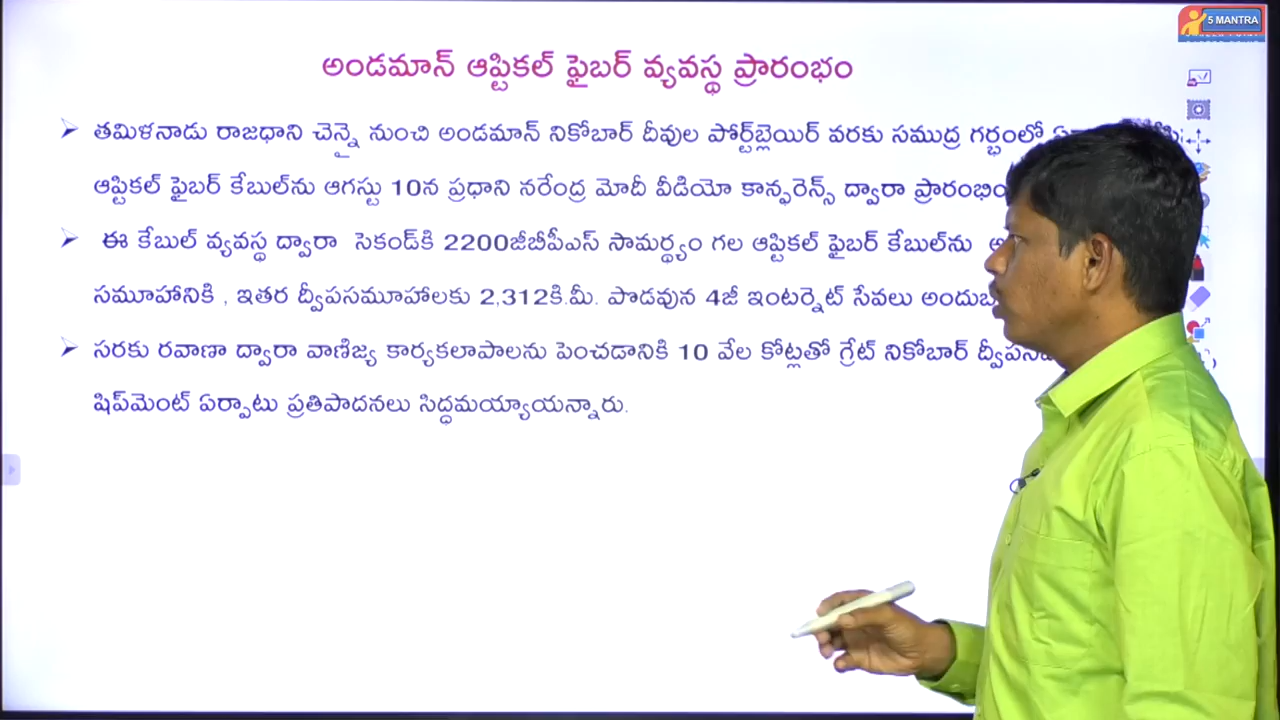 5 MANTRA
అండమాన్ ఆప్టికల్ ఫైబర్ వ్యవస్థ ప్రారంభం
➤ తమిళనాడు రాజధాని చెన్నై నుంచి అండమాన్ నికోబార్ దీవుల పోర్ట్‌బ్లెయిర్ వరకు సముద్ర గర్భంలో
ఆప్టికల్ ఫైబర్ కేబుల్‌ను ఆగస్టు 10న ప్రధాని నరేంద్ర మోదీ వీడియో కాన్ఫరెన్స్ ద్వారా
➤ ఈ కేబుల్ వ్యవస్థ ద్వారా సెకండ్‌కి 2200జీబీపీఎస్ సామర్థ్యం గల ఆప్టికల్ ఫైబర్ కేబుల్‌ను
సమూహానికి , ఇతర ద్వీపసమూహాలకు 2,312కి.మీ. పొడవున 4జీ ఇంటర్నెట్ సేవలు
➤ సరకు రవాణా ద్వారా వాణిజ్య కార్యకలాపాలను పెంచడానికి 10 వేల కోట్లతో గ్రేట్ నికోబార్
షిప్‌మెంట్ ఏర్పాటు ప్రతిపాదనలు సిద్ధమయ్యాయన్నారు.